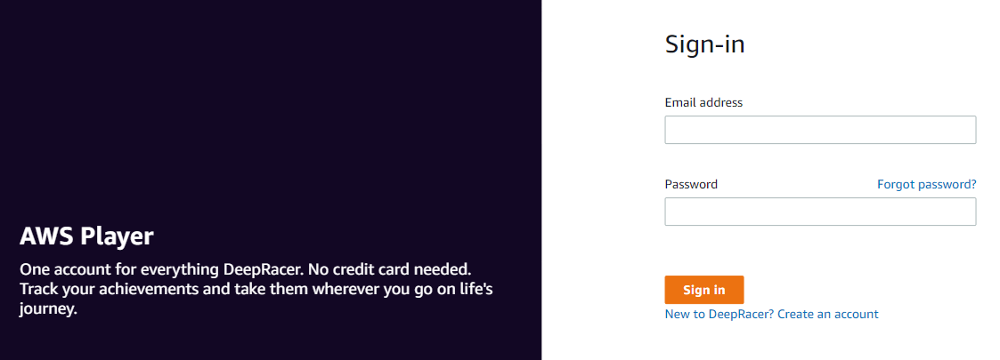 AWS Player
One account for everything DeepRacer. No credit card needed.
Track your achievements and take them wherever you go on life's
journey.
Sign-in
Email address
Password
Forgot password?
Sign in
New to DeepRacer? Create an account